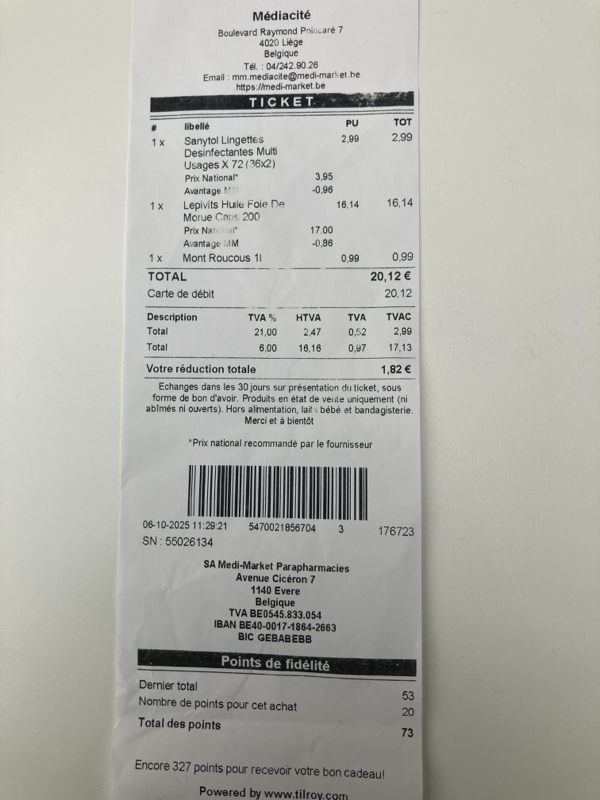 Médiacité
Boulevard Raymond Poincaré 7
4020 Liège
Belgique
Tél. : 04/242.90.26
Email : mm.mediacite@medi-market.be
https://medi-market.be
TICKET
# libellé PU TOT
1 x Sanytol Lingettes 2,99 2,99
Desinfectantes Multi
Usages X 72 (36x2)
Prix National* 3,95
Avantage -0,96
1 x Lepivits Huile Foie De 16,14 16,14
Morue Caps 200
Prix National* 17,00
Avantage MM -0,86
1 x Mont Roucous 1l 0,99 0,99
TOTAL 20,12 €
Carte de débit 20,12
Description TVA % HTVA TVA TVAC
Total 21,00 2,47 0,52 2,99
Total 6,00 16,16 0,97 17,13
Votre réduction totale 1,82 €
Echanges dans les 30 jours sur présentation du ticket, sous
forme de bon d'avoir. Produits en état de vente uniquement (ni
abîmés ni ouverts). Hors alimentation, laits bébé et bandagisterie.
Merci et à bientôt
*Prix national recommandé par le fournisseur
06-10-2025 11:29:21 5470021856704 3 176723
SN : 55026134
SA Medi-Market Parapharmacies
Avenue Cicéron 7
1140 Evere
Belgique
TVA BE0545.833.054
IBAN BE40-0017-1864-2663
BIC GEBABEBB
Points de fidélité
Dernier total 53
Nombre de points pour cet achat 20
Total des points 73
Encore 327 points pour recevoir votre bon cadeau!
Powered by www.tilroy.com